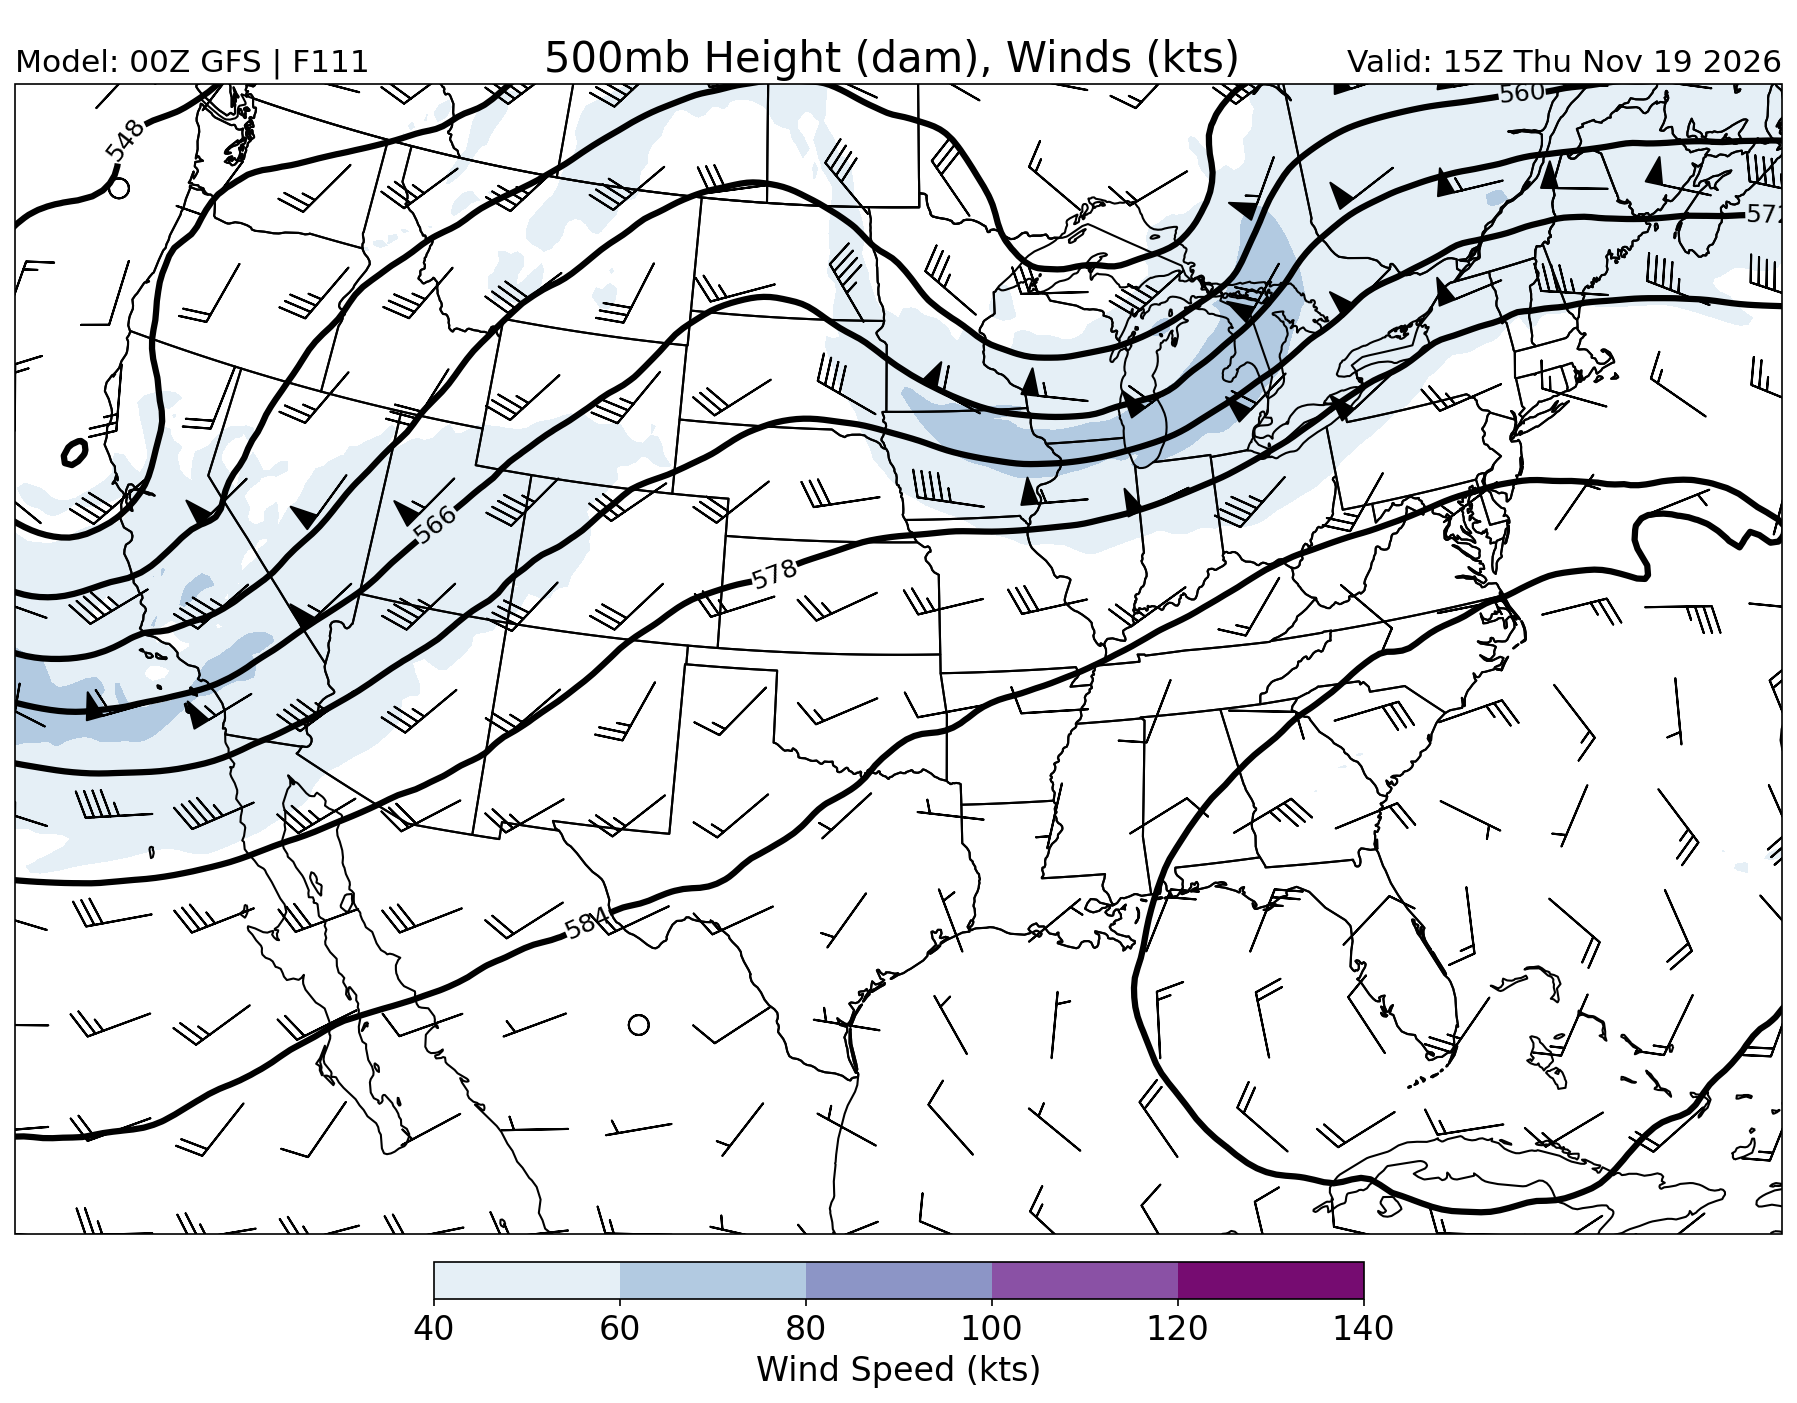 Model: 00Z GFS | F111
500mb Height (dam), Winds (kts)
Valid: 15Z Thu Nov 19 2026
560
548
572
566
578
584
40 60 80 100 120 140
Wind Speed (kts)